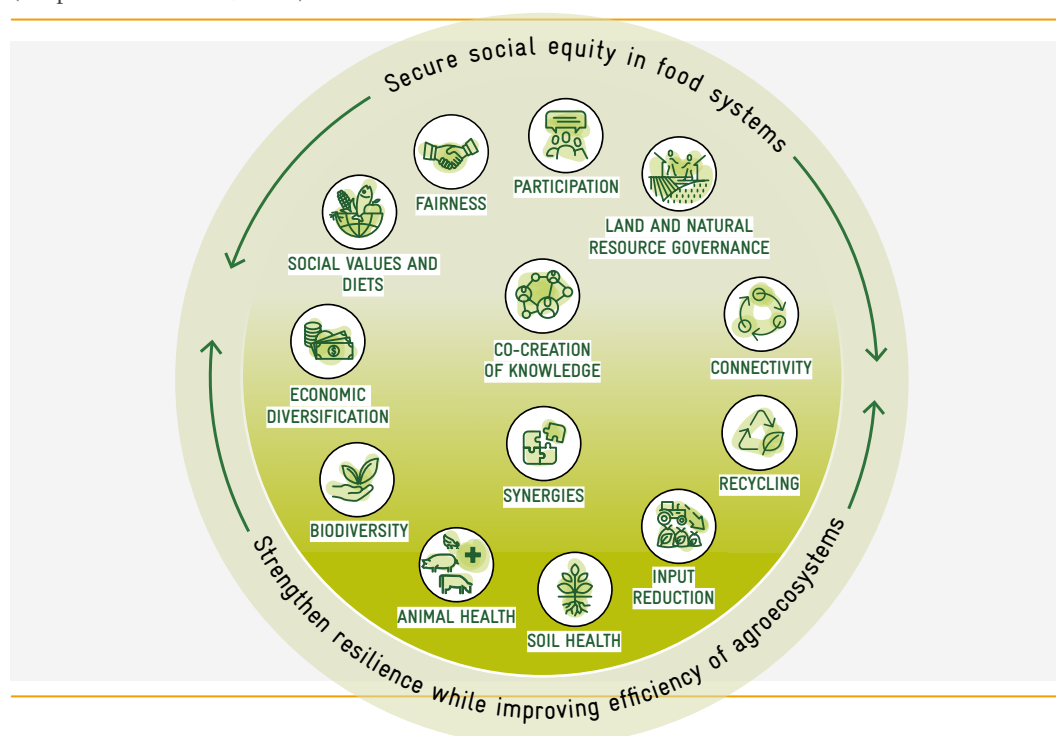 Secure social equity in food systems
PARTICIPATION
FAIRNESS
LAND AND NATURAL
RESOURCE GOVERNANCE
SOCIAL VALUES AND
DIETS
CO-CREATION
OF KNOWLEDGE
CONNECTIVITY
ECONOMIC
DIVERSIFICATION
RECYCLING
SYNERGIES
BIODIVERSITY
INPUT
REDUCTION
ANIMAL HEALTH
SOIL HEALTH
Strengthen resilience while improving efficiency of agroecosystems